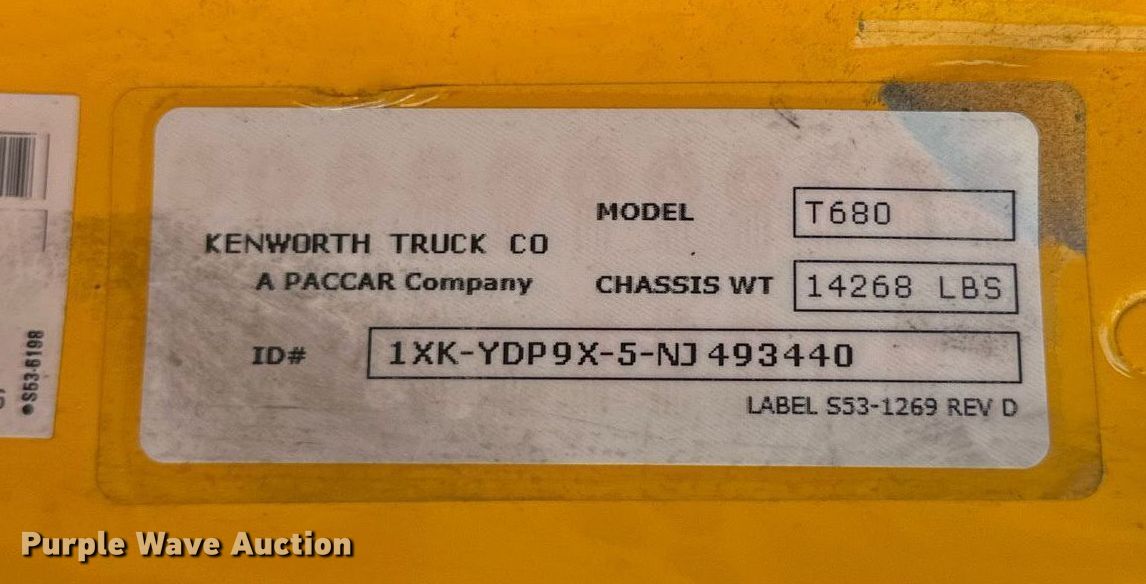 MODEL T680
KENWORTH TRUCK CO
A PACCAR Company
CHASSIS WT 14268 LBS
ID# 1XK-YDP9X-5-NJ493440
LABEL S53-1269 REV D
S53-6198
Purple Wave Auction